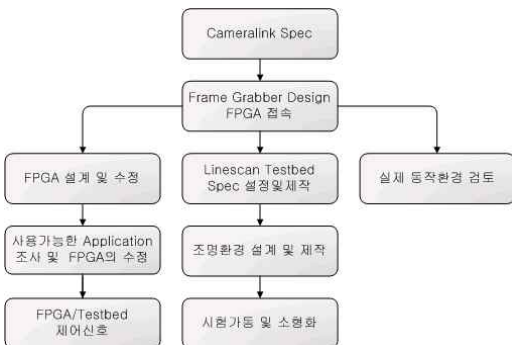 Cameralink Spec
Frame Grabber Design
FPGA 접속
FPGA 설계 및 수정
Linescan Testbed
Spec 설정및제작
실제 동작환경 검토
사용가능한 Application
조사 및 FPGA의 수정
조명환경 설계 및 제작
FPGA/Testbed
제어신호
시험가동 및 소형화